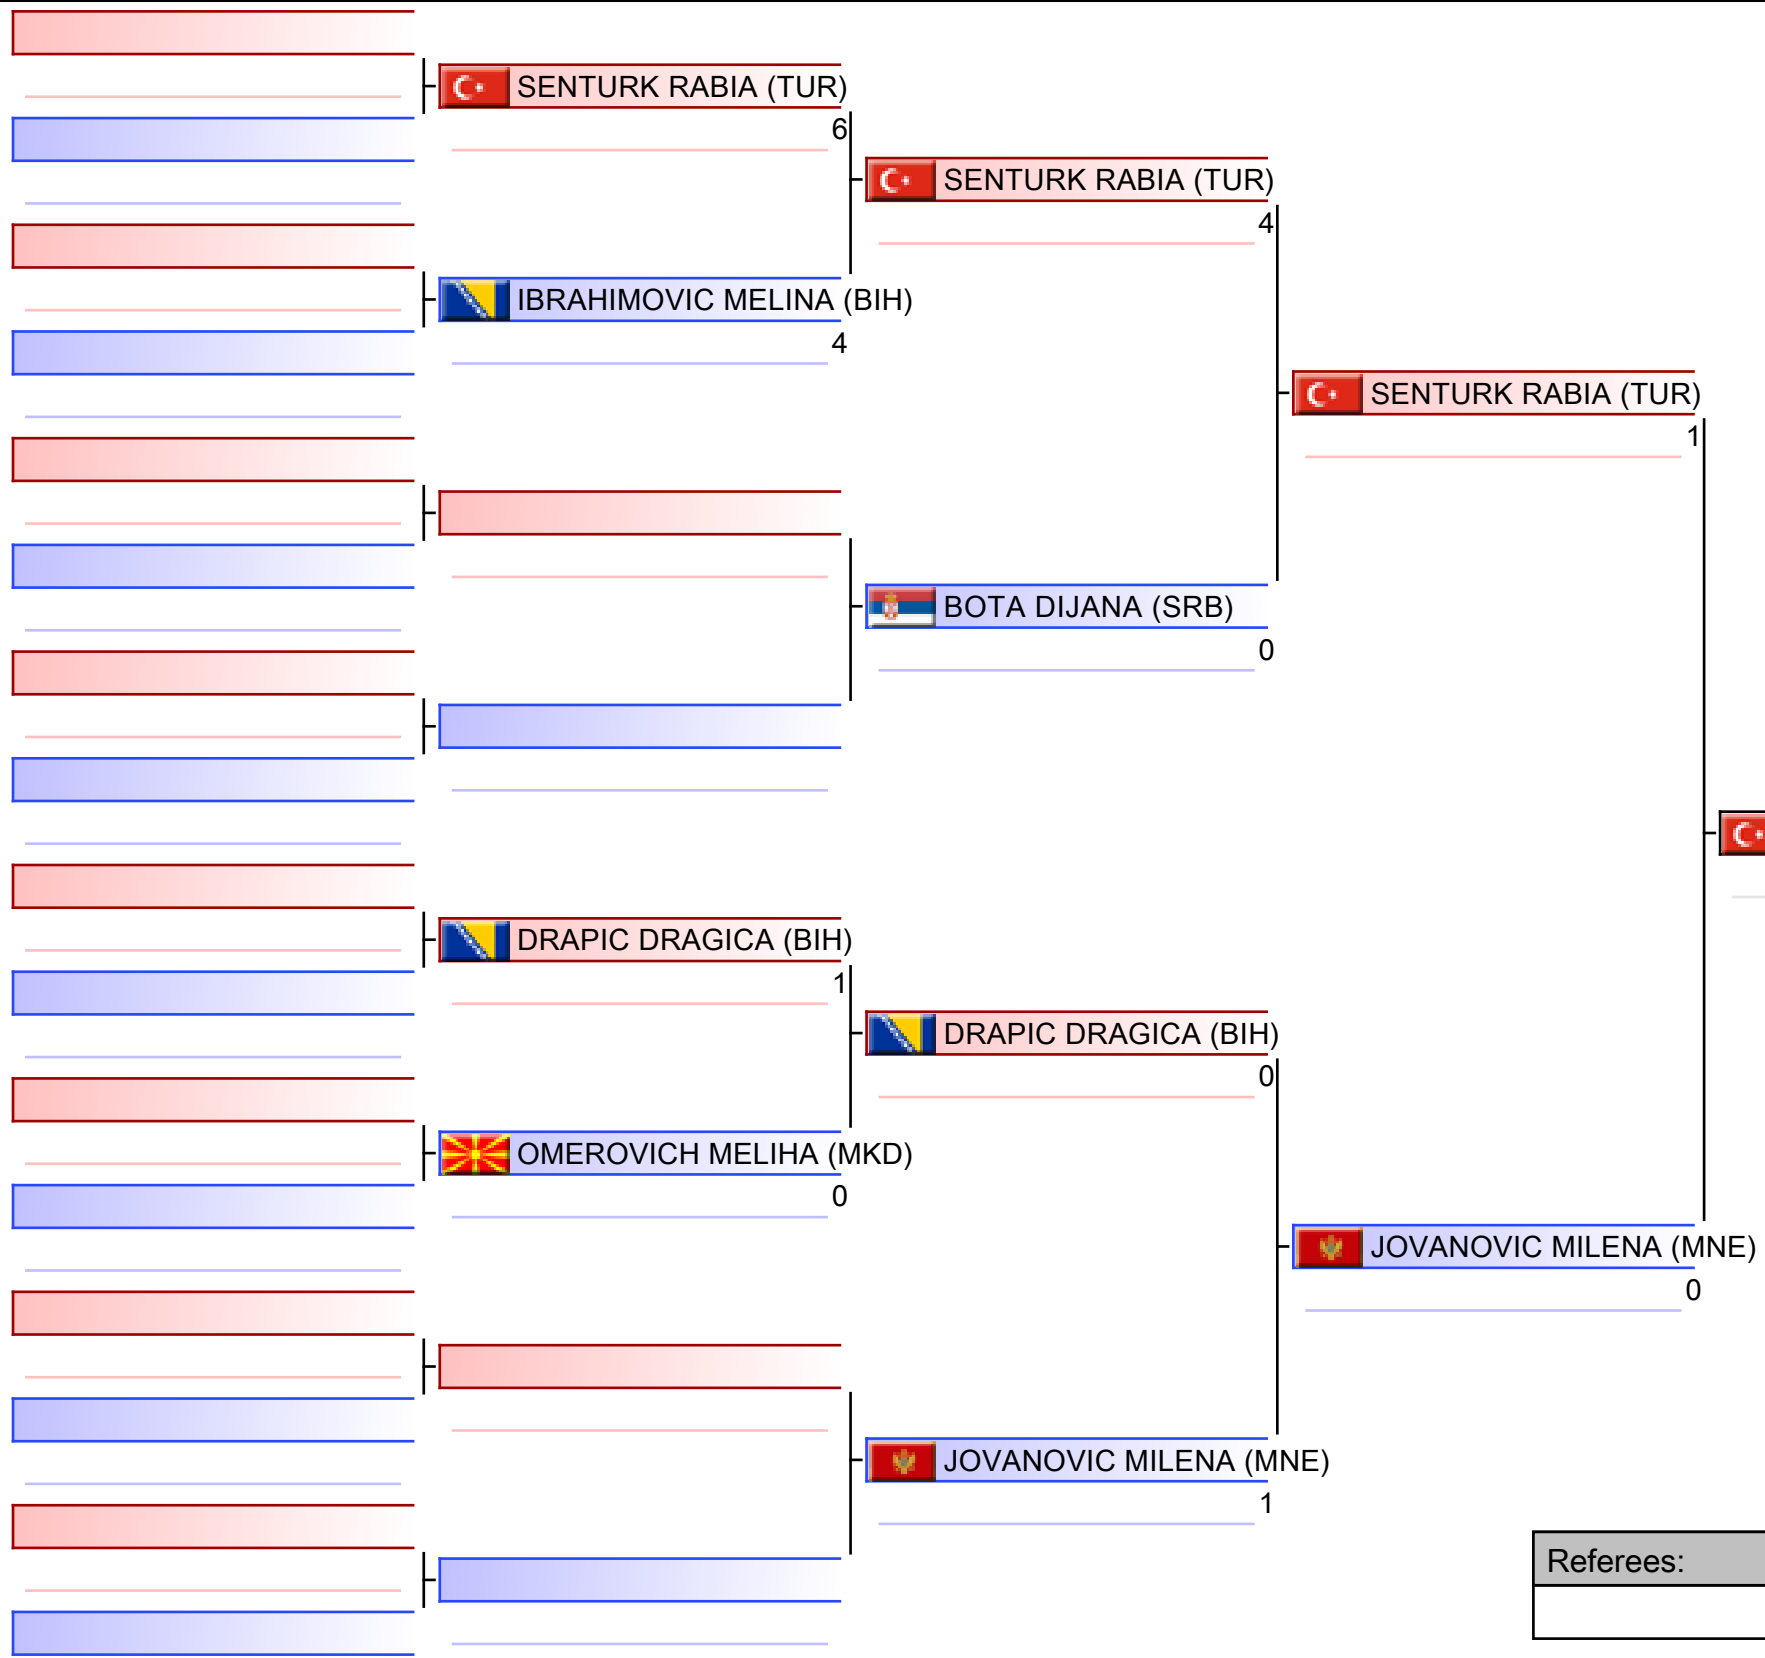 SENTURK RABIA (TUR)
6
SENTURK RABIA (TUR)
4
IBRAHIMOVIC MELINA (BIH)
4
SENTURK RABIA (TUR)
1
BOTA DIJANA (SRB)
0
DRAPIC DRAGICA (BIH)
1
DRAPIC DRAGICA (BIH)
0
OMEROVICH MELIHA (MKD)
0
JOVANOVIC MILENA (MNE)
0
JOVANOVIC MILENA (MNE)
1
Referees: